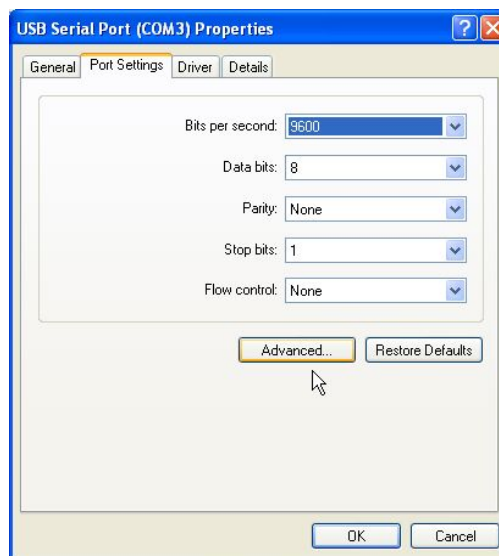 USB Serial Port (COM3) Properties
General Port Settings Driver Details
Bits per second: 9600
Data bits: 8
Parity: None
Stop bits: 1
Flow control: None
Advanced... Restore Defaults
OK Cancel